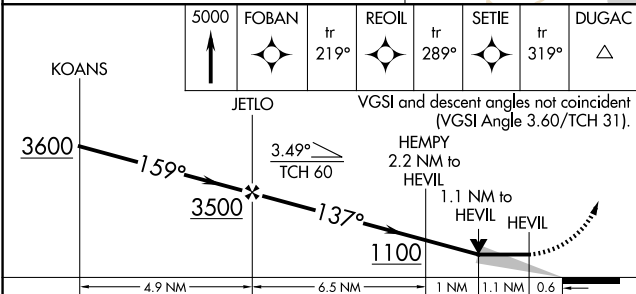 5000 FOBAN tr 219° REOIL tr 289° SETIE tr 319° DUGAC
KOANS
JETLO
VGSI and descent angles not coincident
(VGSI Angle 3.60/TCH 31).
HEMPY
2.2 NM to
HEVIL
1.1 NM to
HEVIL
HEVIL
3600
159°
3.49°
TCH 60
3500
137°
1100
4.9 NM 6.5 NM 1 NM 1.1 NM 0.6